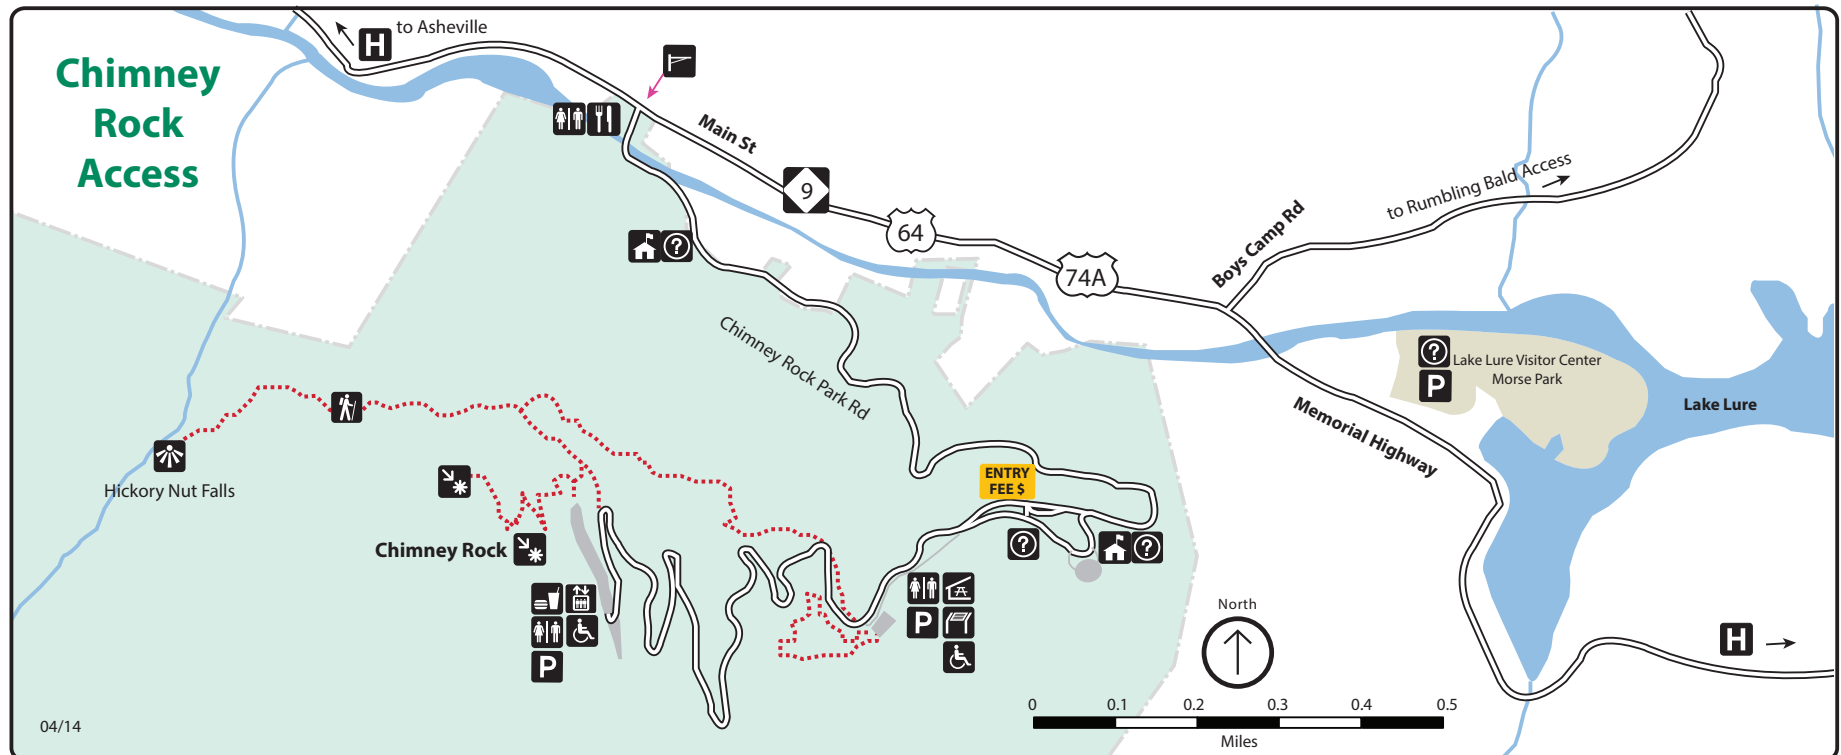 Chimney
Rock
Access
H
to Asheville
Main St
9
64
74A
Boys Camp Rd
to Rumbling Bald Access
?
Chimney Rock Park Rd
?
Lake Lure Visitor Center
P
Morse Park
Lake Lure
Memorial Highway
Hickory Nut Falls
ENTRY
FEE $
Chimney Rock
?
?
P
P
North
H
0 0.1 0.2 0.3 0.4 0.5
Miles
04/14